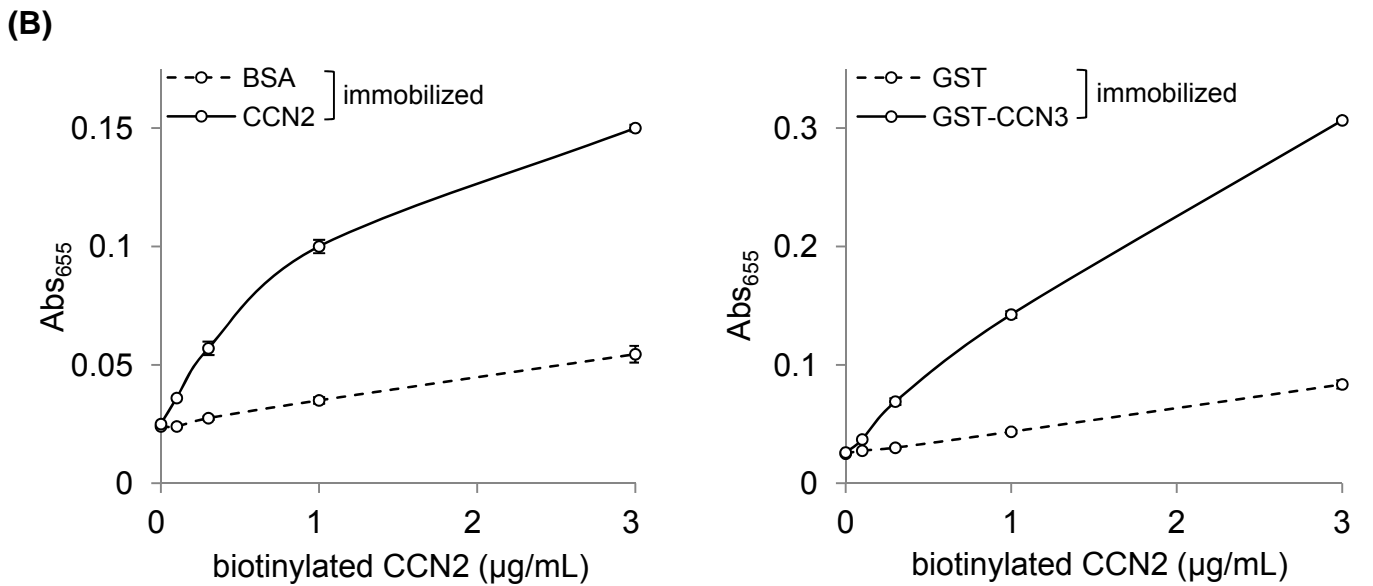 (B)
BSA
CCN2
immobilized
0.15
0.1
0.05
0
Abs655
0 1 2 3
biotinylated CCN2 (μg/mL)
GST
GST-CCN3
immobilized
0.3
0.2
0.1
0
Abs655
0 1 2 3
biotinylated CCN2 (μg/mL)